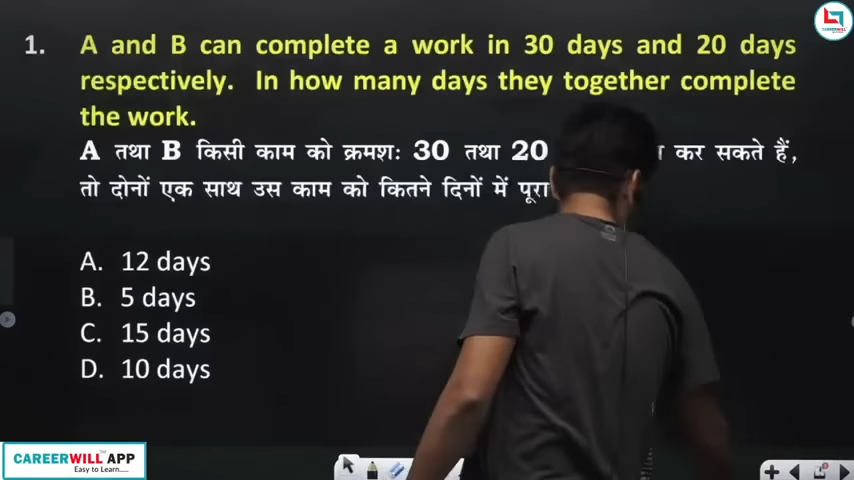 1. A and B can complete a work in 30 days and 20 days
respectively. In how many days they together complete
the work.
A तथा B किसी काम को क्रमशः 30 तथा 20 कर सकते हैं,
तो दोनों एक साथ उस काम को कितने दिनों में पूरा
A. 12 days
B. 5 days
C. 15 days
D. 10 days
CAREERWILL APP
Easy to Learn.....